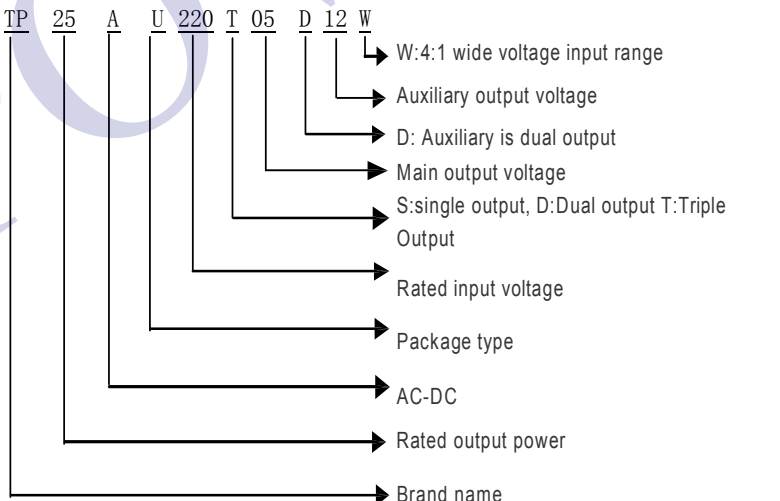 TP 25 A U 220 T 05 D 12 W
W:4:1 wide voltage input range
Auxiliary output voltage
D: Auxiliary is dual output
Main output voltage
S:single output, D:Dual output T:Triple
Output
Rated input voltage
Package type
AC-DC
Rated output power
Brand name